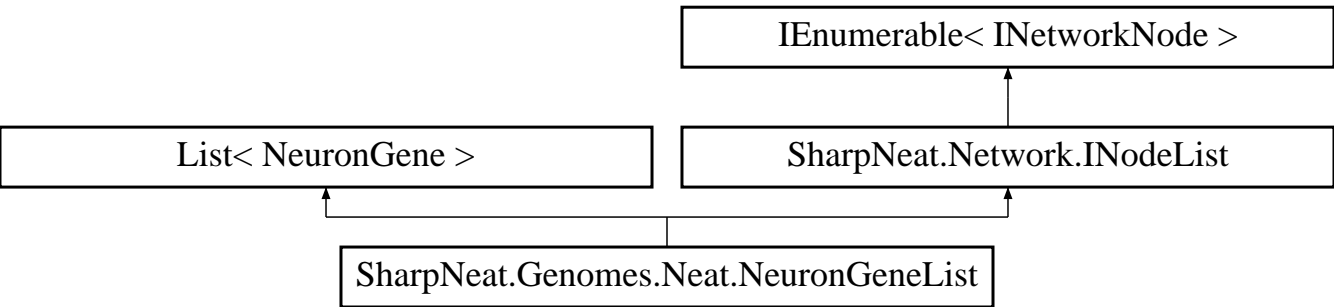 IEnumerable< INetworkNode >
List< NeuronGene >
SharpNeat.Network.INodeList
SharpNeat.Genomes.Neat.NeuronGeneList